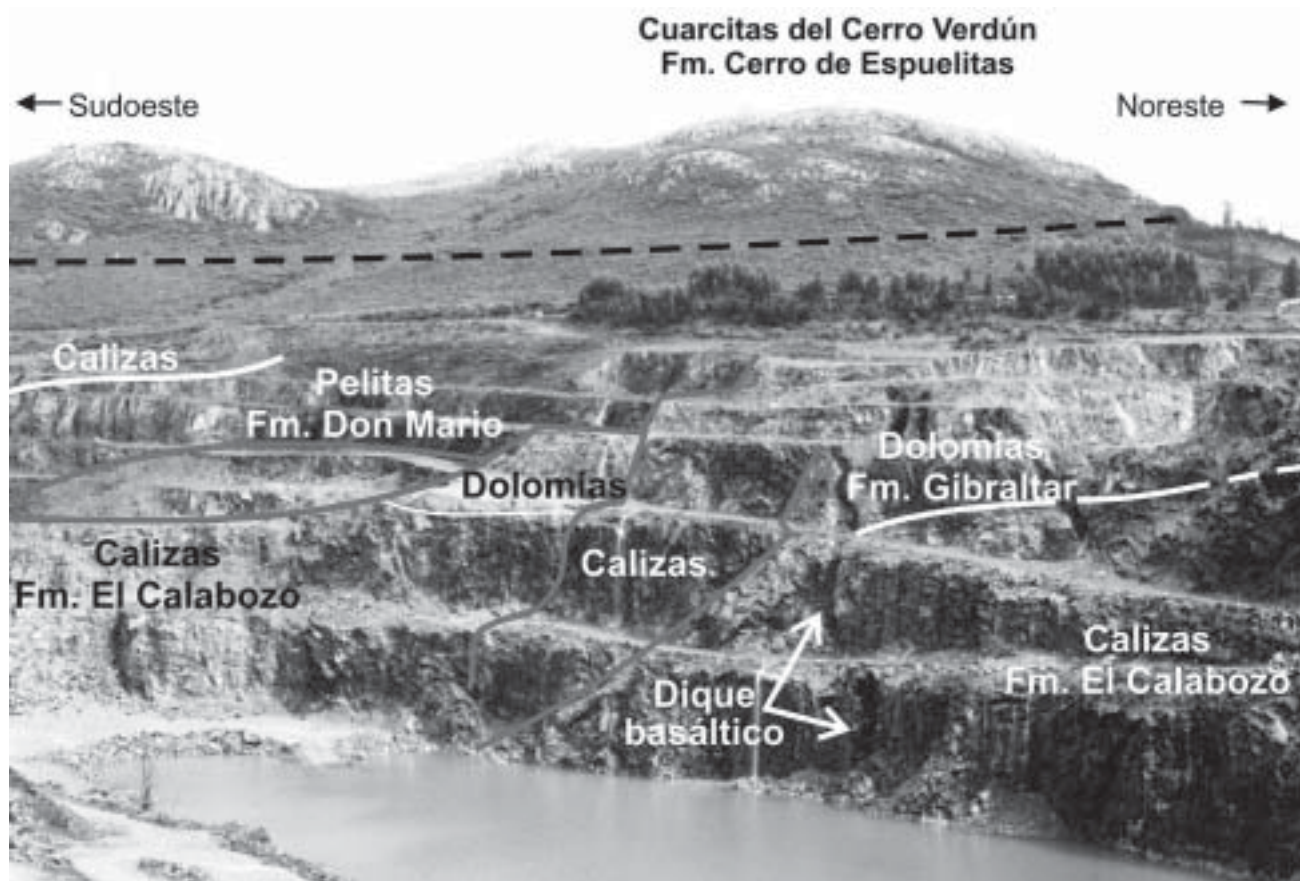 Cuarcitas del Cerro Verdún
Fm. Cerro de Espuelitas
Sudoeste
Noreste
Calizas
Pelitas
Fm. Don Mario
Dolomías
Fm. Gibraltar
Dolomías
Calizas
Fm. El Calabozo
Calizas
Calizas
Fm. El Calabozo
Dique
basáltico